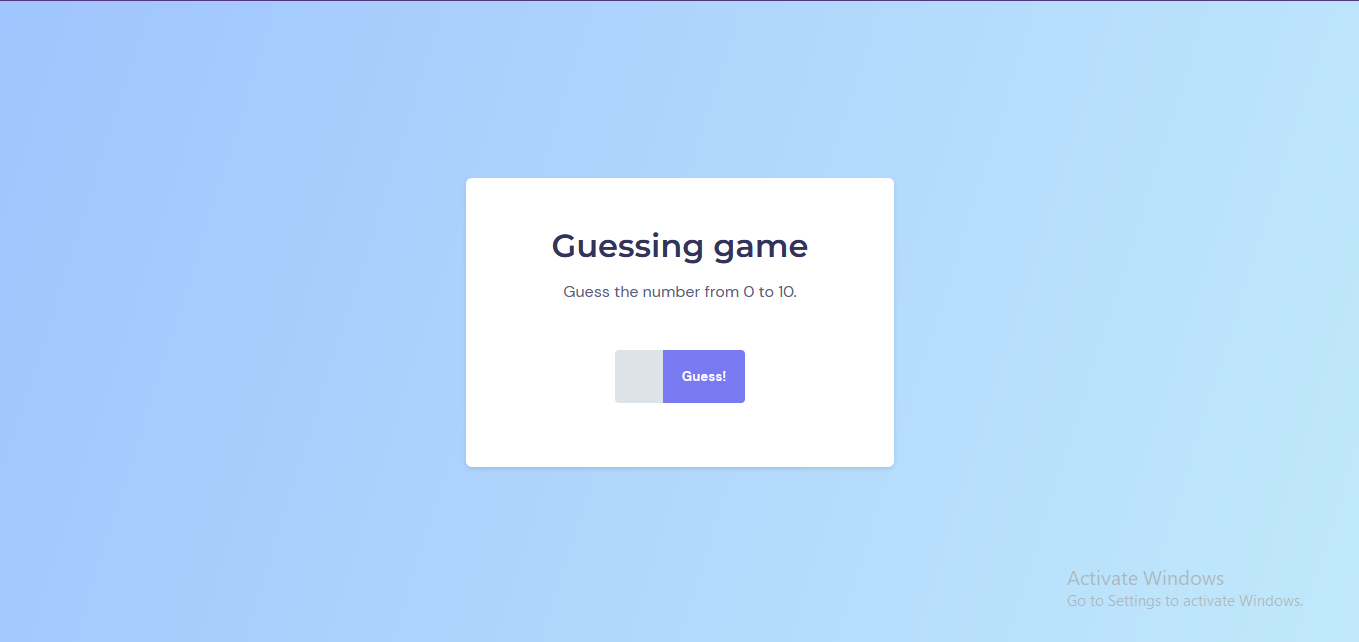 Guessing game
Guess the number from 0 to 10.
Guess!
Activate Windows
Go to Settings to activate Windows.